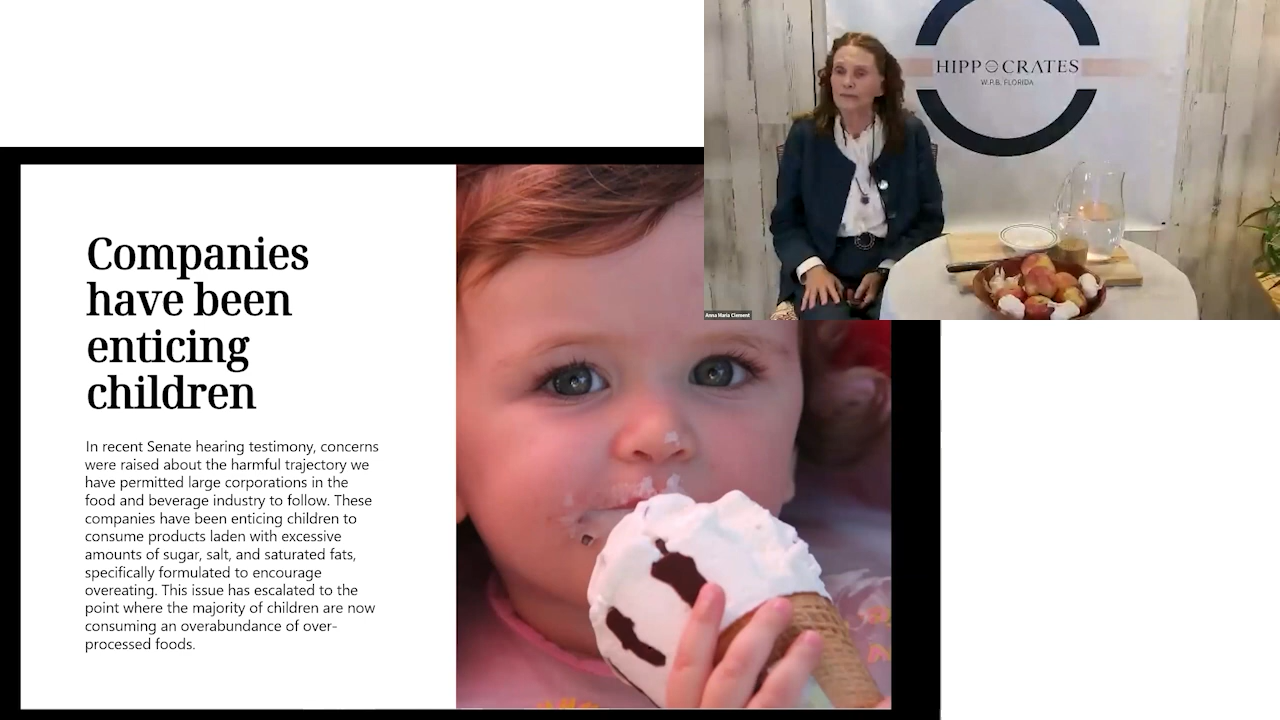 HIPPOCRATES
W.P.B. FLORIDA
Anna Maria Clement
Companies
have been
enticing
children
In recent Senate hearing testimony, concerns
were raised about the harmful trajectory we
have permitted large corporations in the
food and beverage industry to follow. These
companies have been enticing children to
consume products laden with excessive
amounts of sugar, salt, and saturated fats,
specifically formulated to encourage
overeating. This issue has escalated to the
point where the majority of children are now
consuming an overabundance of over-
processed foods.